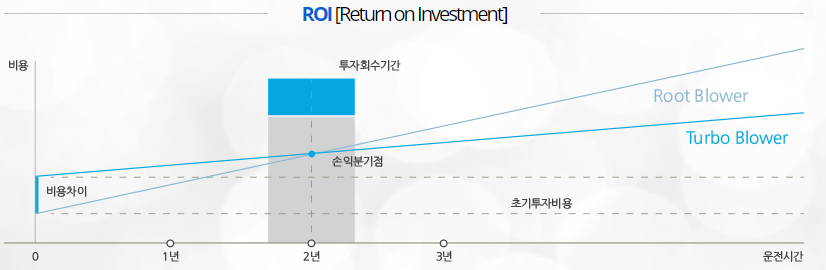 ROI [Return on Investment]
비용
투자회수기간
Root Blower
Turbo Blower
손익분기점
비용차이
초기투자비용
0
1년
2년
3년
운전시간